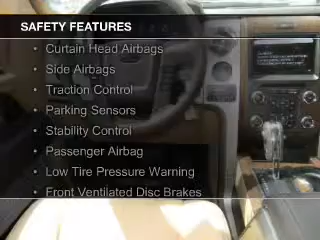 SAFETY FEATURES
• Curtain Head Airbags
• Side Airbags
• Traction Control
• Parking Sensors
• Stability Control
• Passenger Airbag
• Low Tire Pressure Warning
• Front Ventilated Disc Brakes